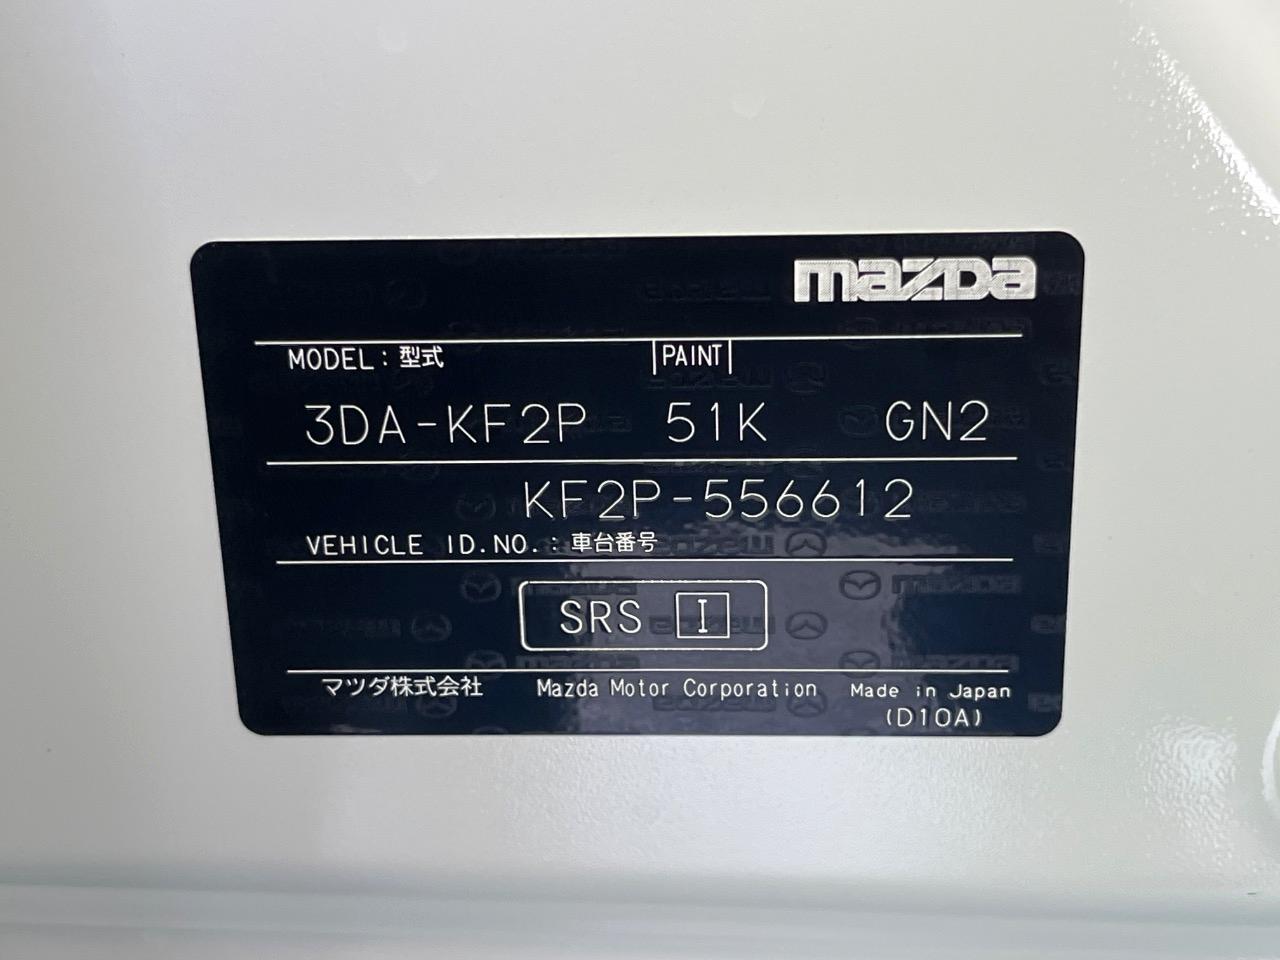 mazda
MODEL：型式 PAINT
3DA-KF2P 51K GN2
KF2P-556612
VEHICLE ID.NO.：車台番号
SRS I
マツダ株式会社 Mazda Motor Corporation Made in Japan
(D10A)